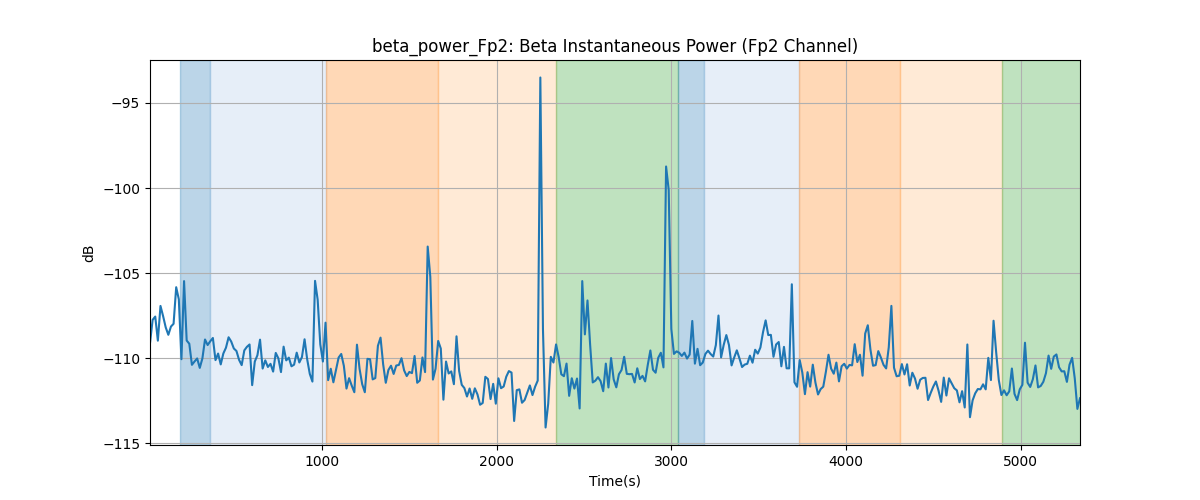 beta_power_Fp2: Beta Instantaneous Power (Fp2 Channel)
dB
−95
−100
−105
−110
−115
1000 2000 3000 4000 5000
Time(s)